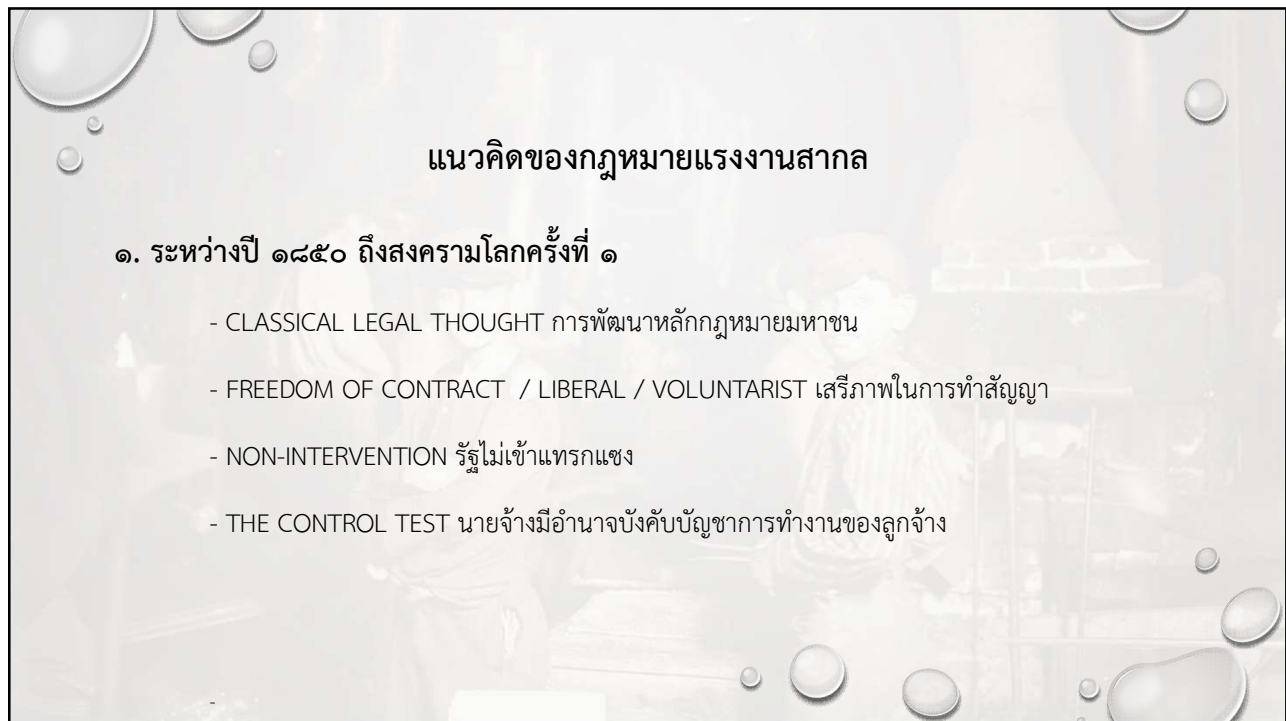 แนวคิดของกฎหมายแรงงานสากล
๑. ระหว่างปี ๑๘๕๐ ถึงสงครามโลกครั้งที่ ๑
- CLASSICAL LEGAL THOUGHT การพัฒนาหลักกฎหมายมหาชน
- FREEDOM OF CONTRACT / LIBERAL / VOLUNTARIST เสรีภาพในการทำสัญญา
- NON-INTERVENTION รัฐไม่เข้าแทรกแซง
- THE CONTROL TEST นายจ้างมีอำนาจบังคับบัญชาการทำงานของลูกจ้าง
-